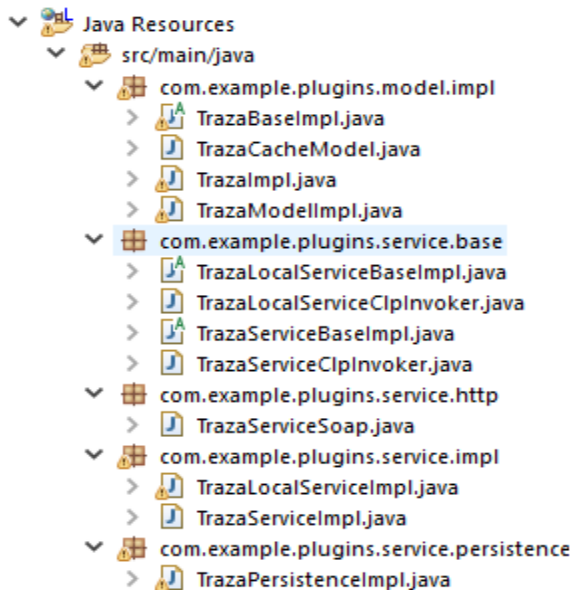 Java Resources
src/main/java
com.example.plugins.model.impl
TrazaBaseImpl.java
TrazaCacheModel.java
TrazaImpl.java
TrazaModelImpl.java
com.example.plugins.service.base
TrazaLocalServiceBaseImpl.java
TrazaLocalServiceClpInvoker.java
TrazaServiceBaseImpl.java
TrazaServiceClpInvoker.java
com.example.plugins.service.http
TrazaServiceSoap.java
com.example.plugins.service.impl
TrazaLocalServiceImpl.java
TrazaServiceImpl.java
com.example.plugins.service.persistence
TrazaPersistenceImpl.java